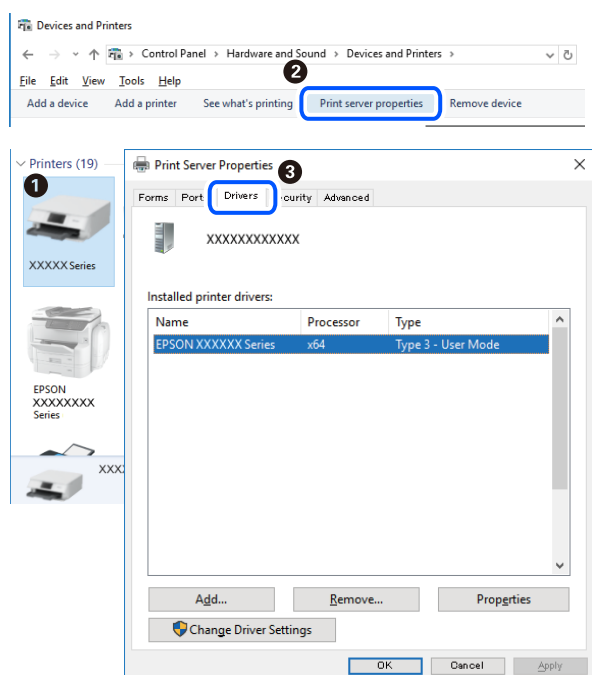 Devices and Printers
Control Panel > Hardware and Sound > Devices and Printers >
2
File Edit View Tools Help
Add a device Add a printer See what's printing Print server properties Remove device
Printers (19)
1
XXXXX Series
EPSON
XXXXXXXX
Series
XXX
Print Server Properties
3
Forms Port Drivers curity Advanced
XXXXXXXXXXXX
Installed printer drivers:
Name Processor Type
EPSON XXXXXX Series x64 Type 3 - User Mode
Add... Remove... Properties
Change Driver Settings
OK Cancel Apply